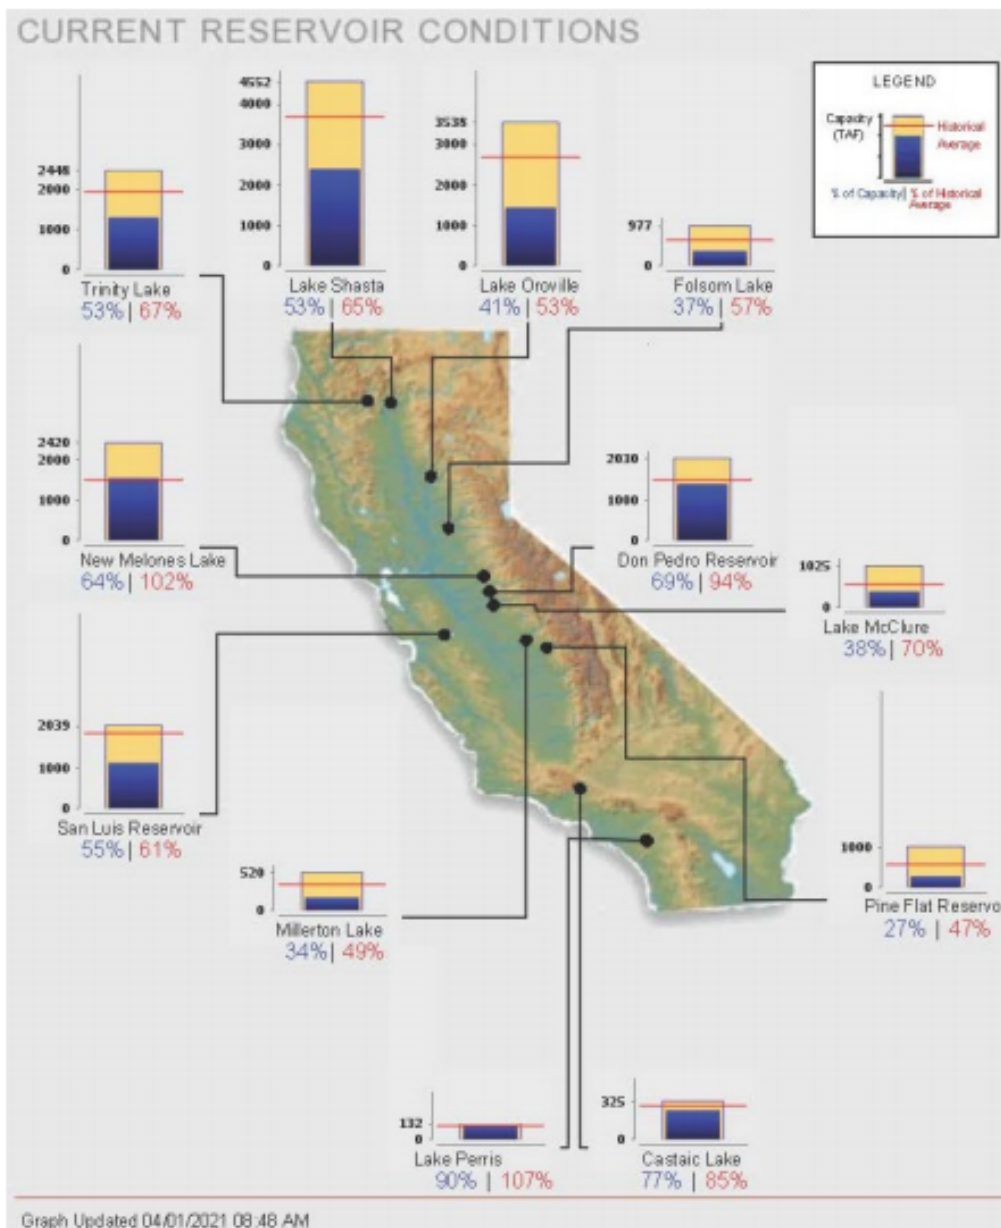 CURRENT RESERVOIR CONDITIONS
4552
4000
3000
2000
1000
0
Lake Shasta
53% | 65%
3538
3000
2000
1000
0
Lake Oroville
41% | 53%
LEGEND
Capacity
(TAF)
Historical
Average
% of Capacity | % of Historical
Average
2448
2000
1000
0
Trinity Lake
53% | 67%
977
0
Folsom Lake
37% | 57%
2420
2000
1000
0
New Melones Lake
64% | 102%
2030
1000
0
Don Pedro Reservoir
69% | 94%
1025
0
Lake McClure
38% | 70%
2039
1000
0
San Luis Reservoir
55% | 61%
520
0
Millerton Lake
34% | 49%
1000
0
Pine Flat Reservo
27% | 47%
132
0
Lake Perris
90% | 107%
325
0
Castaic Lake
77% | 85%
Graph Updated 04/01/2021 08:48 AM